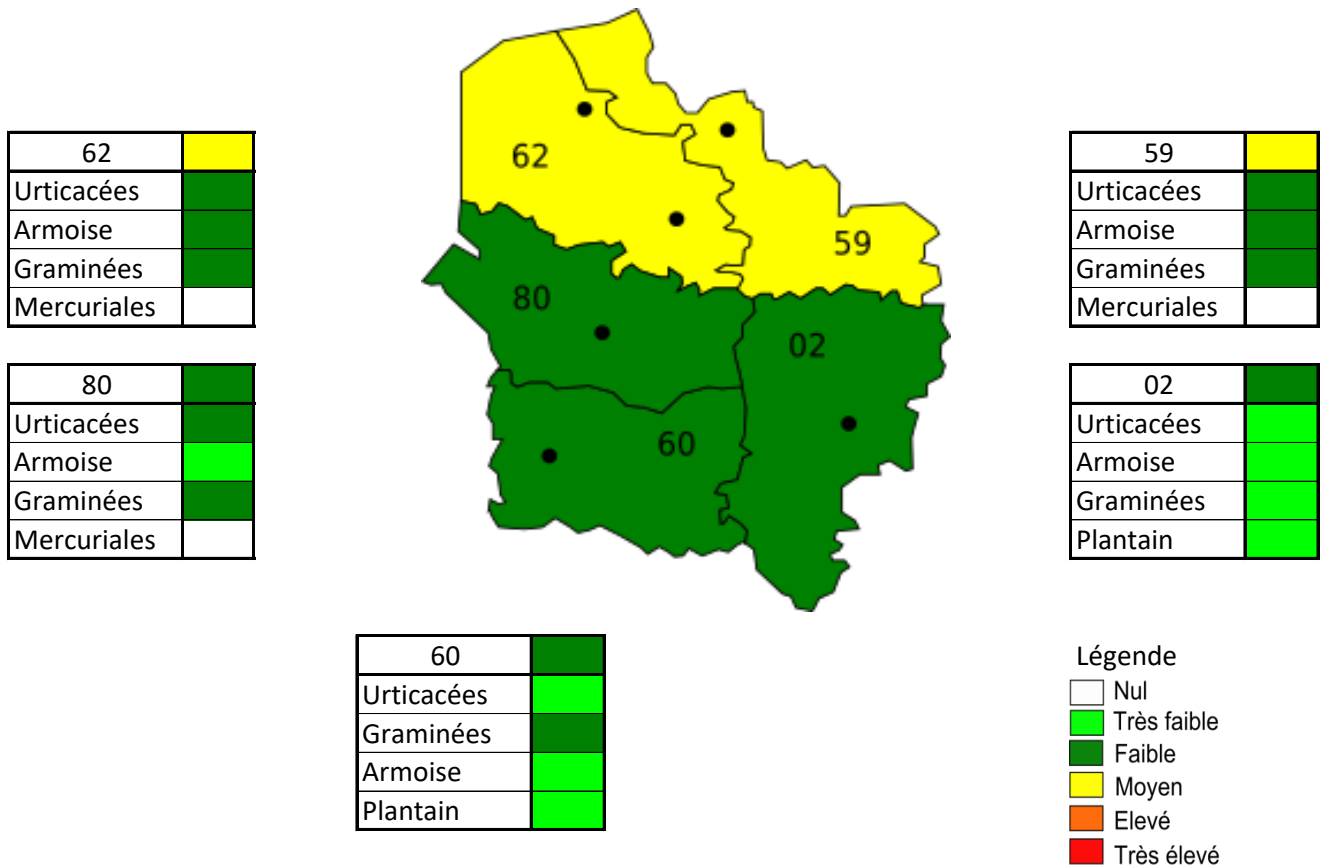 62
Urticacées
Armoise
Graminées
Mercuriales
80
Urticacées
Armoise
Graminées
Mercuriales
62
59
80
02
60
59
Urticacées
Armoise
Graminées
Mercuriales
02
Urticacées
Armoise
Graminées
Plantain
60
Urticacées
Graminées
Armoise
Plantain
Légende
Nul
Très faible
Faible
Moyen
Elevé
Très élevé